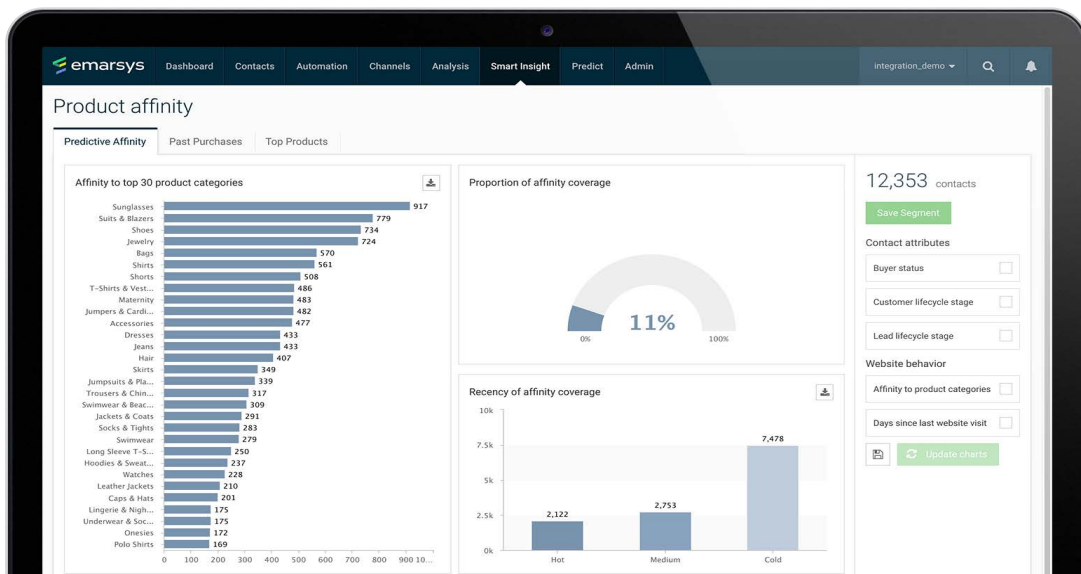 emarsys Dashboard Contacts Automation Channels Analysis Smart Insight Predict Admin integration_demo
Product affinity
Predictive Affinity Past Purchases Top Products
Affinity to top 30 product categories
Sunglasses 917
Suits & Blazers 779
Shoes 734
Jewelry 724
Bags 570
Shirts 561
Shorts 508
T-Shirts & Vest... 486
Maternity 483
Jumpers & Cardi... 482
Accessories 477
Dresses 433
Jeans 433
Hair 407
Skirts 349
Jumpsuits & Pla... 339
Trousers & Chin... 317
Swimwear & Beac... 309
Jackets & Coats 291
Socks & Tights 283
Swimwear 279
Long Sleeve T-S... 250
Hoodies & Sweat... 237
Watches 228
Leather Jackets 210
Caps & Hats 201
Lingerie & Nigh... 175
Underwear & Soc... 175
Onesies 172
Polo Shirts 169
0 100 200 300 400 500 600 700 800 900 10...
Proportion of affinity coverage
11%
0% 100%
Recency of affinity coverage
10k
7.5k
5k
2.5k
0k
2,122
2,753
7,478
Hot Medium Cold
12,353 contacts
Save Segment
Contact attributes
Buyer status
Customer lifecycle stage
Lead lifecycle stage
Website behavior
Affinity to product categories
Days since last website visit
Update charts